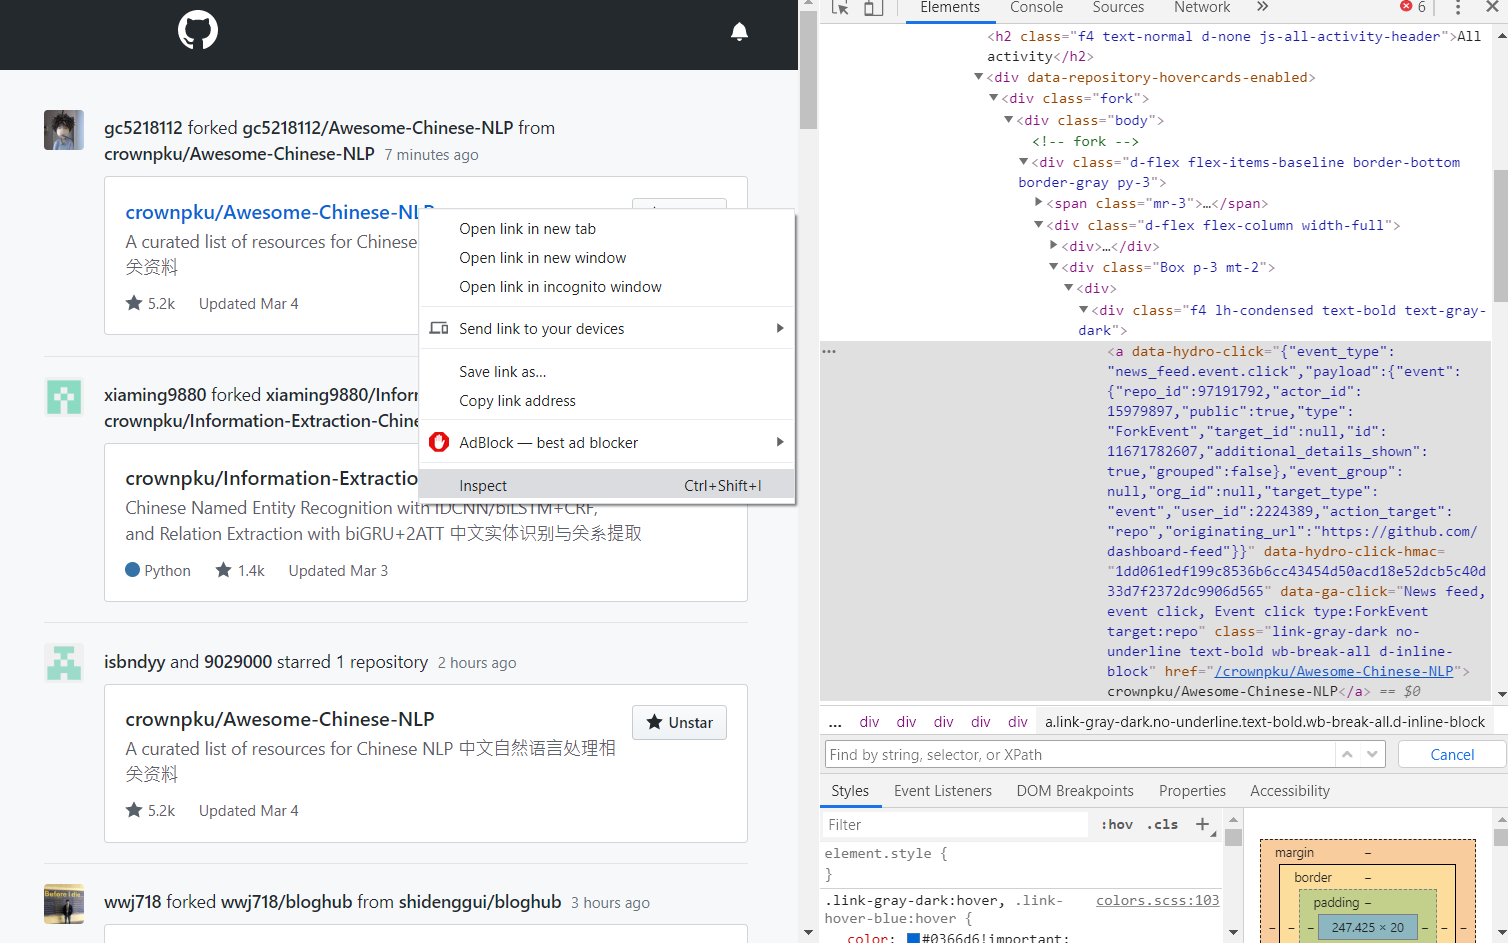 gc5218112 forked gc5218112/Awesome-Chinese-NLP from
crownpku/Awesome-Chinese-NLP 7 minutes ago
crownpku/Awesome-Chinese-NLP
A curated list of resources for Chinese
关资料
5.2k Updated Mar 4
Open link in new tab
Open link in new window
Open link in incognito window
Send link to your devices
Save link as...
Copy link address
AdBlock — best ad blocker
Inspect Ctrl+Shift+I
xiaming9880 forked xiaming9880/Infor
crownpku/Information-Extraction-Chine
crownpku/Information-Extractio
Chinese Named Entity Recognition with IDCNN/biLSTM+CRF,
and Relation Extraction with biGRU+2ATT 中文实体识别与关系提取
Python 1.4k Updated Mar 3
isbndyy and 9029000 starred 1 repository 2 hours ago
crownpku/Awesome-Chinese-NLP
Unstar
A curated list of resources for Chinese NLP 中文自然语言处理相
关资料
5.2k Updated Mar 4
Before I die...
wwj718 forked wwj718/bloghub from shidenggui/bloghub 3 hours ago
Elements Console Sources Network » 6
<h2 class="f4 text-normal d-none js-all-activity-header">All
activity</h2>
<div data-repository-hovercards-enabled>
<div class="fork">
<div class="body">
<!-- fork -->
<div class="d-flex flex-items-baseline border-bottom
border-gray py-3">
<span class="mr-3">…</span>
<div class="d-flex flex-column width-full">
<div>…</div>
<div class="Box p-3 mt-2">
<div>
<div class="f4 lh-condensed text-bold text-gray-
dark">
<a data-hydro-click="{"event_type":
"news_feed.event.click","payload":{"event":
{"repo_id":97191792,"actor_id":
15979897,"public":true,"type":
"ForkEvent","target_id":null,"id":
11671782607,"additional_details_shown":
true,"grouped":false},"event_group":
null,"org_id":null,"target_type":
"event","user_id":2224389,"action_target":
"repo","originating_url":"https://github.com/
dashboard-feed"}}" data-hydro-click-hmac=
"1dd061edf199c8536b6cc43454d50acd18e52dcb5c40d
33d7f2372dc9906d565" data-ga-click="News feed,
event click, Event click type:ForkEvent
target:repo" class="link-gray-dark no-
underline text-bold wb-break-all d-inline-
block" href="/crownpku/Awesome-Chinese-NLP">
crownpku/Awesome-Chinese-NLP</a> == $0
... div div div div div a.link-gray-dark.no-underline.text-bold.wb-break-all.d-inline-block
Find by string, selector, or XPath Cancel
Styles Event Listeners DOM Breakpoints Properties Accessibility
Filter :hov .cls +
element.style {
}
.link-gray-dark:hover, .link- colors.scss:103
hover-blue:hover {
color: #0366d6!important;
margin –
border –
padding –
– – – 247.425 × 20 – – –